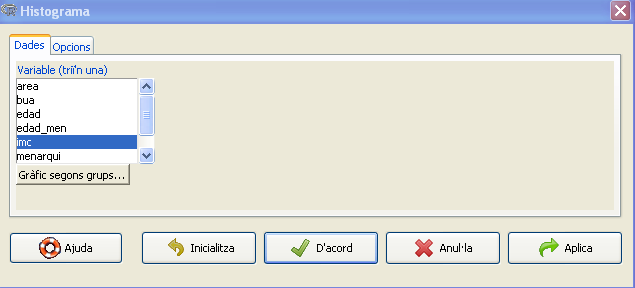 Histograma
Dades Opcions
Variable (trii'n una)
area
bua
edad
edad_men
imc
menarqui
Gràfic segons grups...
Ajuda Inicialitza D'acord Anul·la Aplica